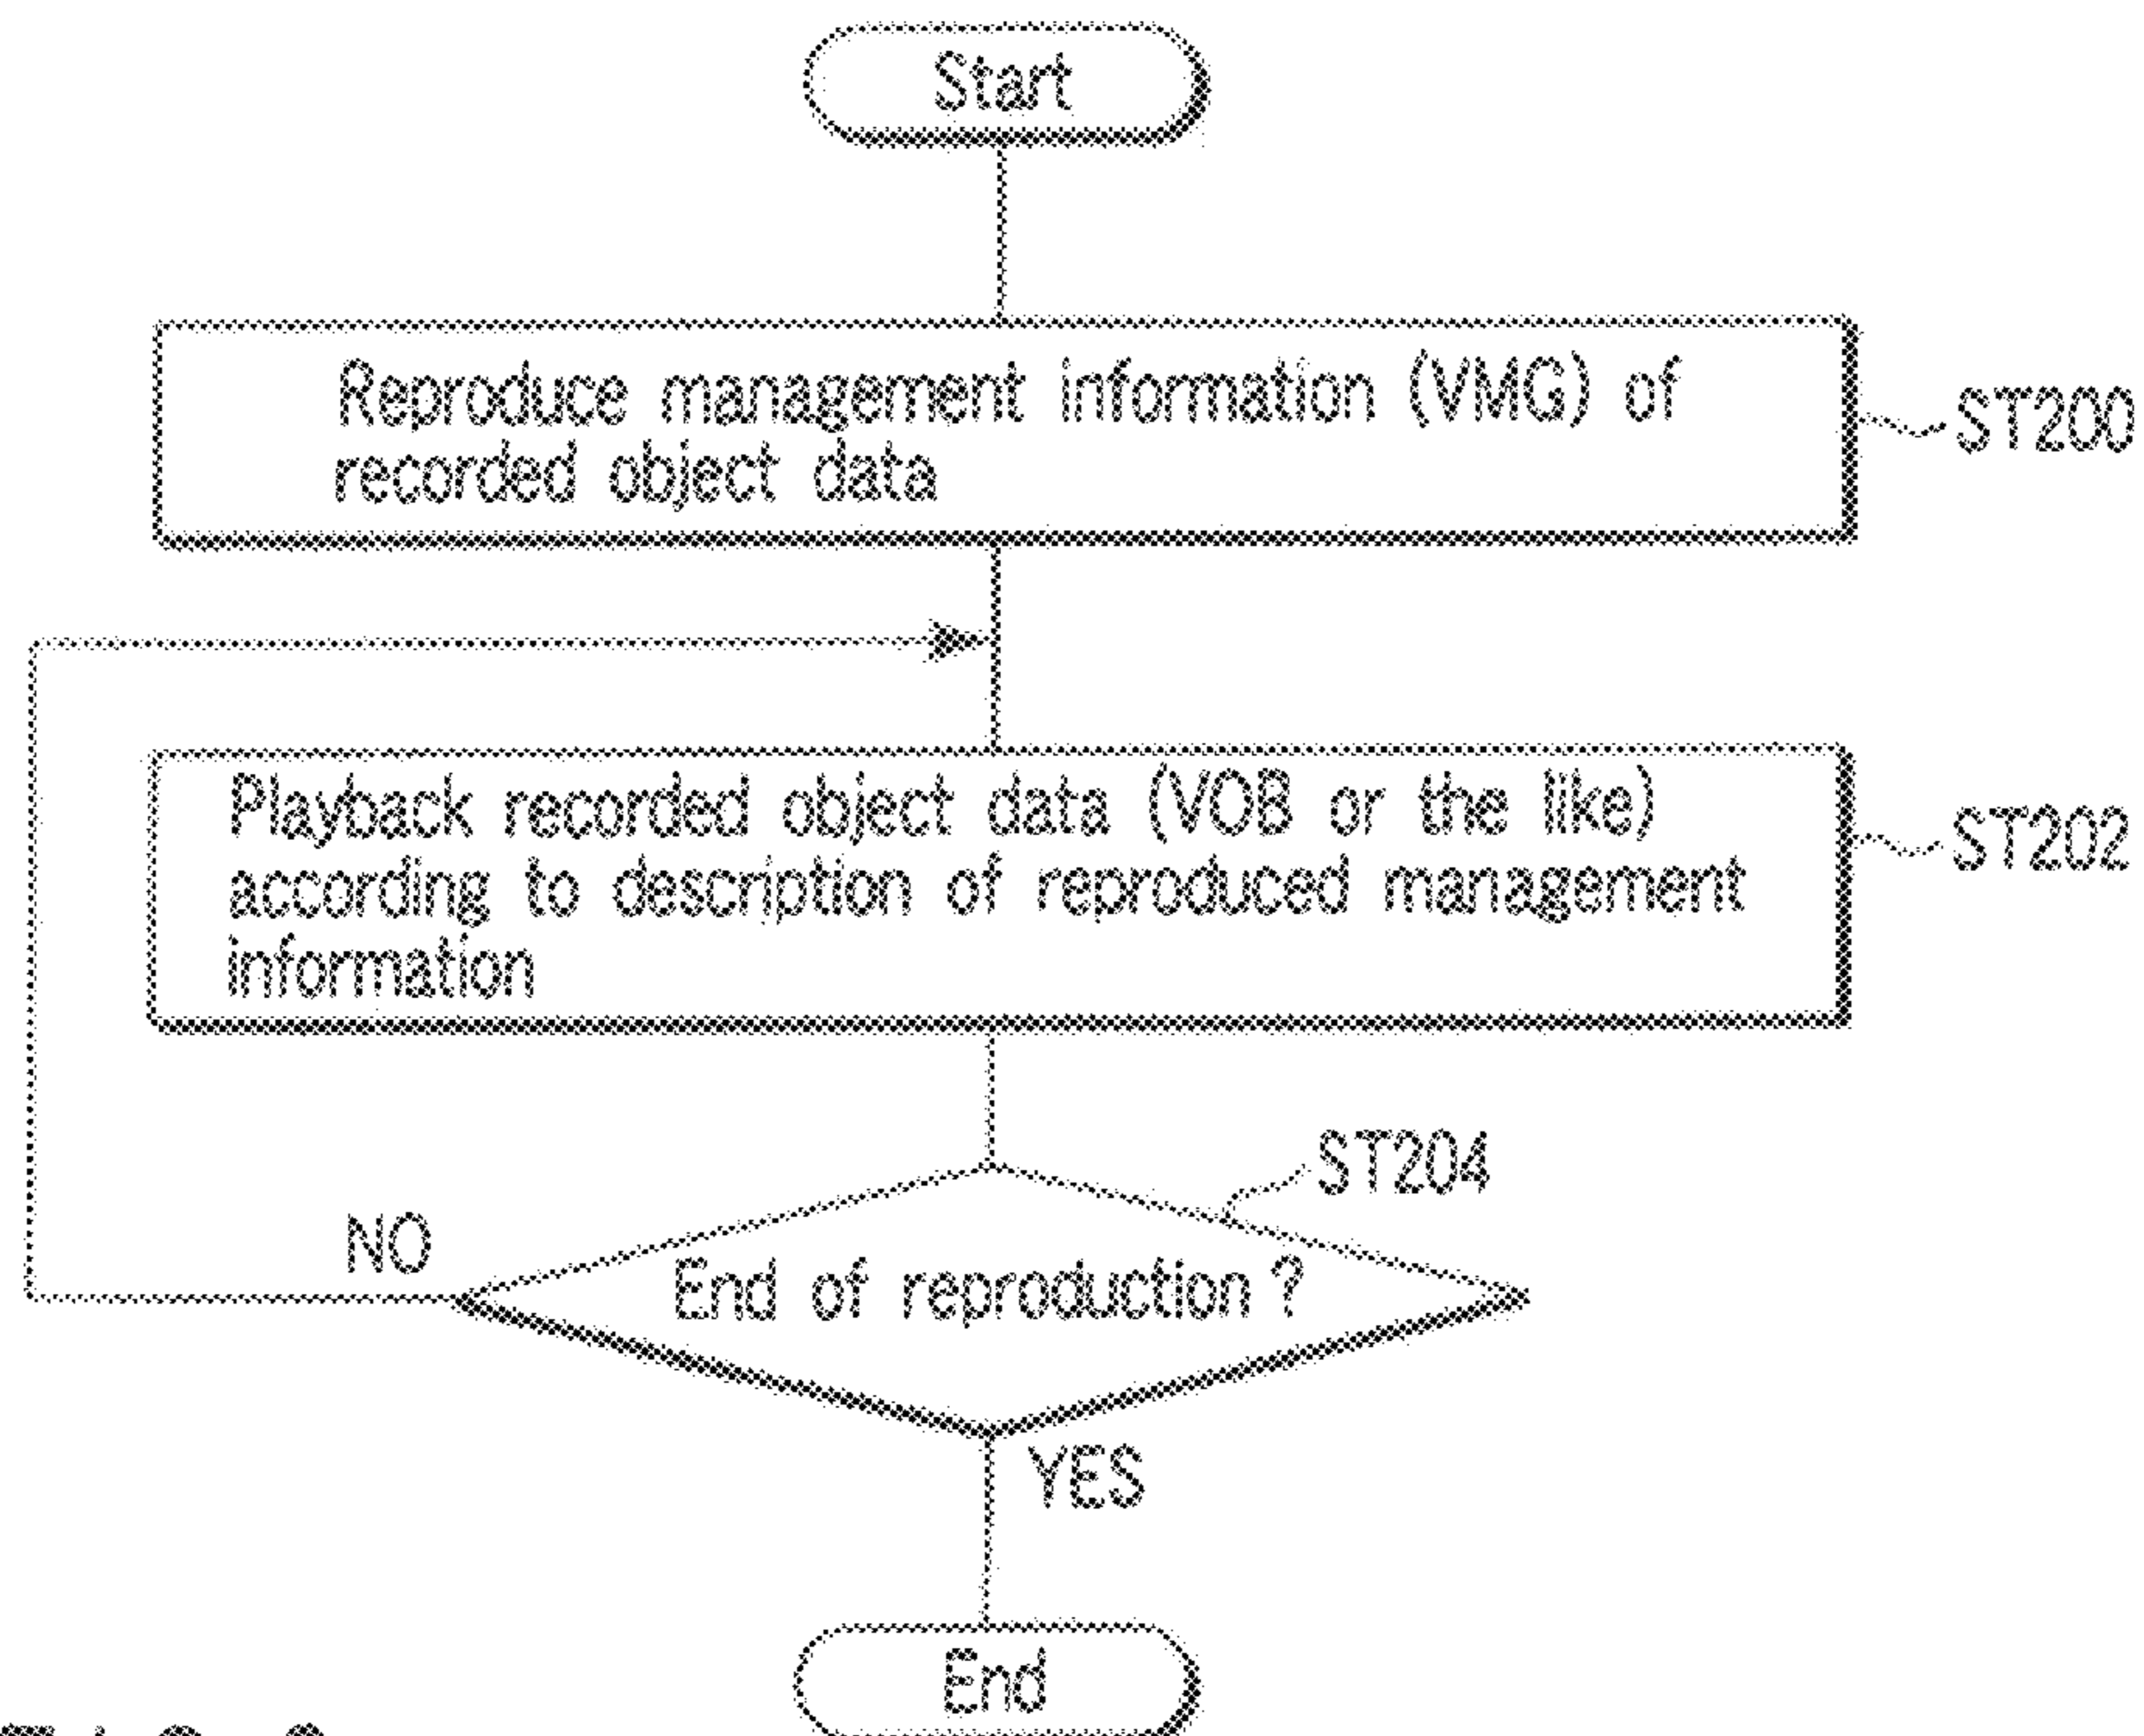 Start
Reproduce management information (VMG) of
recorded object data
ST200
Playback recorded object data (VOB or the like)
according to description of reproduced management
information
ST202
ST204
NO
End of reproduction ?
YES
End